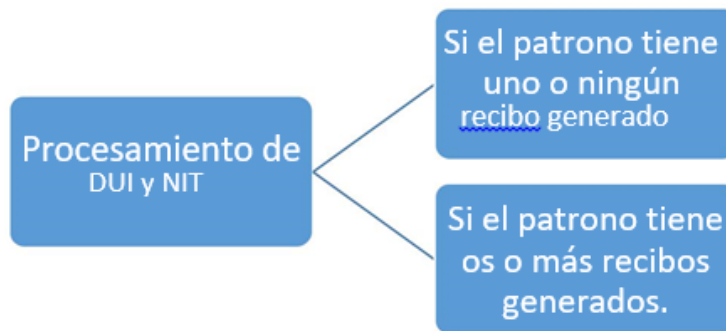 Si el patrono tiene
uno o ningún
recibo generado
Procesamiento de
DUI y NIT
Si el patrono tiene
os o más recibos
generados.